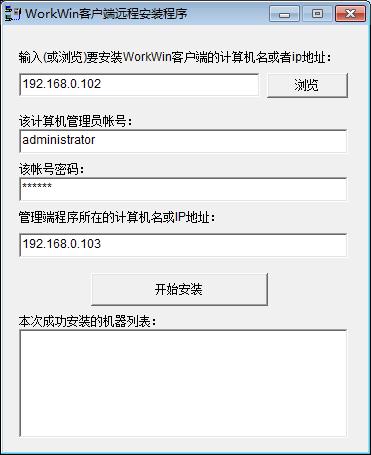 WorkWin客户端远程安装程序
输入(或浏览)要安装WorkWin客户端的计算机名或者ip地址：
192.168.0.102
浏览
该计算机管理员帐号：
administrator
该帐号密码：
******
管理端程序所在的计算机名或IP地址：
192.168.0.103
开始安装
本次成功安装的机器列表：